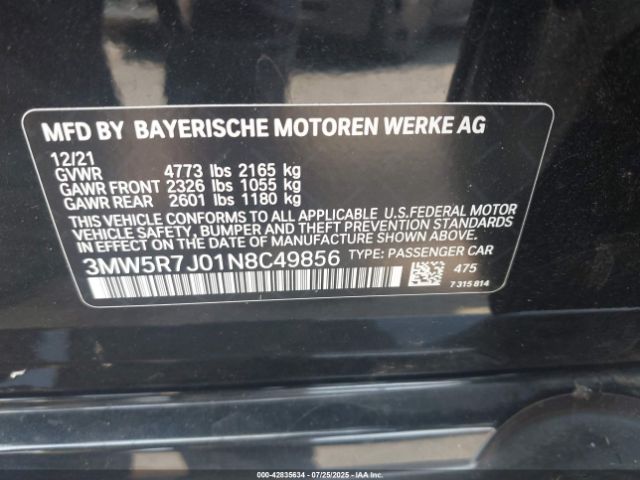 MFD BY BAYERISCHE MOTOREN WERKE AG
12/21
GVWR 4773 lbs 2165 kg
GAWR FRONT 2326 lbs 1055 kg
GAWR REAR 2601 lbs 1180 kg
THIS VEHICLE CONFORMS TO ALL APPLICABLE U.S.FEDERAL MOTOR
VEHICLE SAFETY, BUMPER AND THEFT PREVENTION STANDARDS
IN EFFECT ON THE DATE OF MANUFACTURE SHOWN ABOVE.
3MW5R7J01N8C49856 TYPE: PASSENGER CAR
475
7 315 814
000-42835634 | 07/25/2025 | IAA Inc.